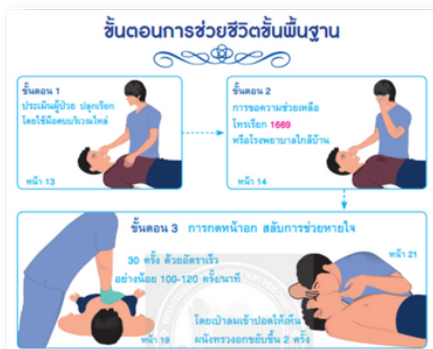 ขั้นตอนการช่วยชีวิตขั้นพื้นฐาน
ขั้นตอน 1
ประเมินผู้ป่วย ปลุกเรียก
โดยใช้มือตบบริเวณไหล่
หน้า 13
ขั้นตอน 2
การขอความช่วยเหลือ
โทรเรียก 1669
หรือโรงพยาบาลใกล้บ้าน
หน้า 14
ขั้นตอน 3 การกดหน้าอก สลับการช่วยหายใจ
30 ครั้ง ด้วยอัตราเร็ว
อย่างน้อย 100-120 ครั้ง/นาที
หน้า 19
หน้า 21
โดยเป่าลมเข้าปอดให้เห็น
ผนังทรวงอกขยับขึ้น 2 ครั้ง